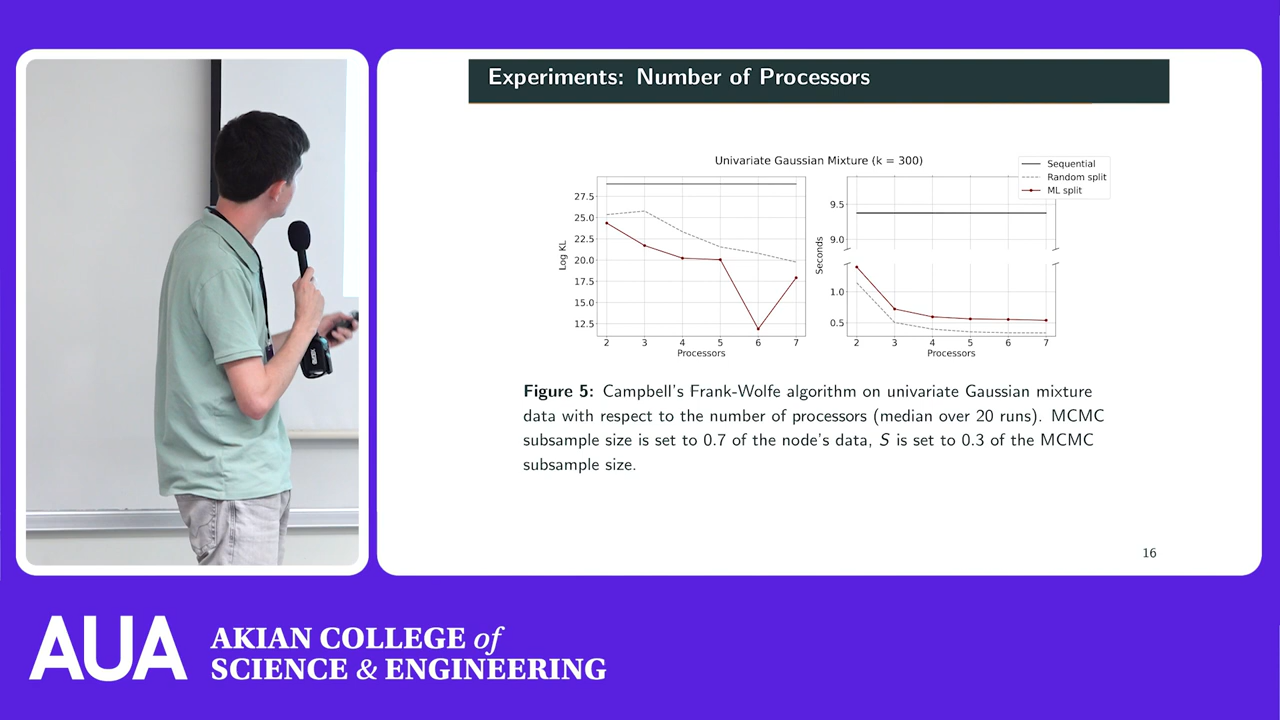 Experiments: Number of Processors
Univariate Gaussian Mixture (k = 300)
Sequential
Random split
ML split
Log KL
27.5
25.0
22.5
20.0
17.5
15.0
12.5
2 3 4 5 6 7
Processors
Seconds
9.5
9.0
1.0
0.5
2 3 4 5 6 7
Processors
Figure 5: Campbell's Frank-Wolfe algorithm on univariate Gaussian mixture
data with respect to the number of processors (median over 20 runs). MCMC
subsample size is set to 0.7 of the node's data, S is set to 0.3 of the MCMC
subsample size.
16
AUA
AKIAN COLLEGE of
SCIENCE & ENGINEERING